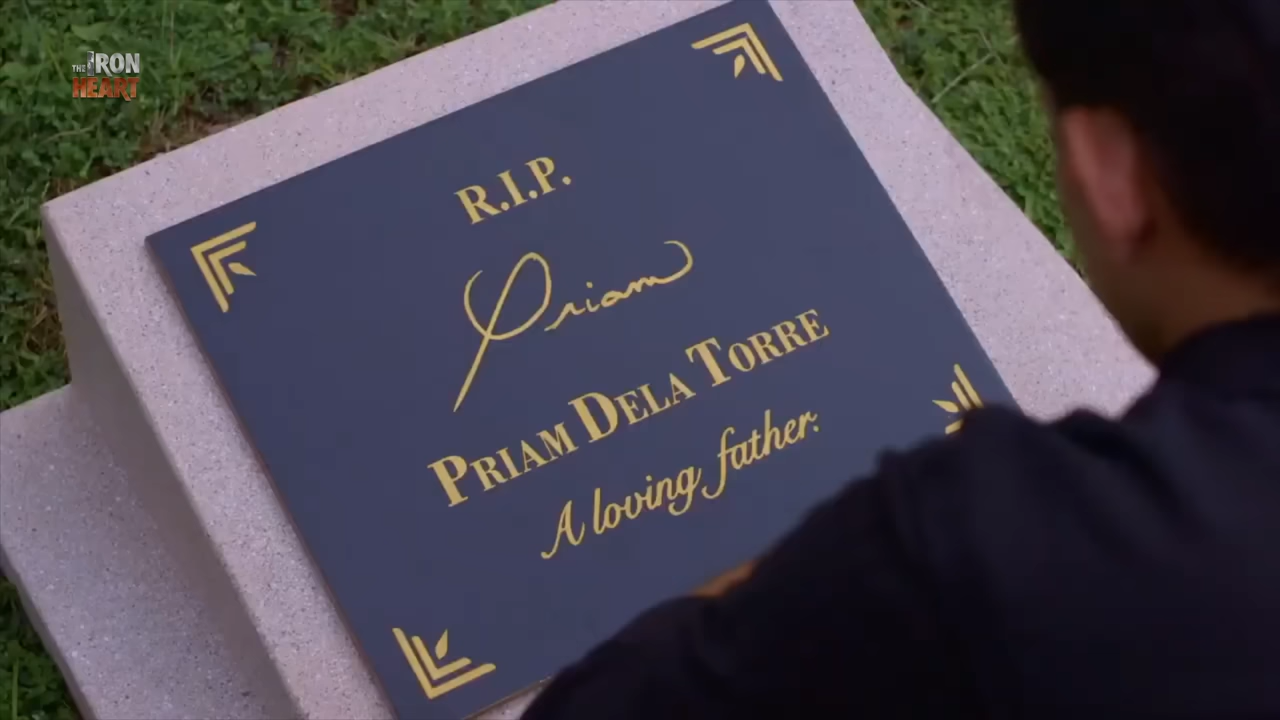 THE IRON
HEART
R.I.P.
Priam
PRIAM DELA TORRE
A loving father.